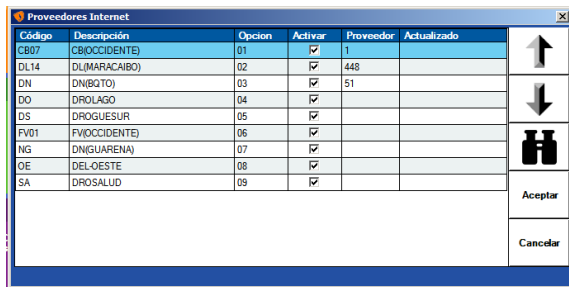 Proveedores Internet
Código Descripción Opcion Activar Proveedor Actualizado
CB07 CB(OCCIDENTE) 01 1
DL14 DL(MARACAIBO) 02 448
DN DN(BQTO) 03 51
DO DROLAGO 04
DS DROGUESUR 05
FV01 FV(OCCIDENTE) 06
NG DN(GUARENA) 07
OE DEL-OESTE 08
SA DROSALUD 09
Aceptar
Cancelar